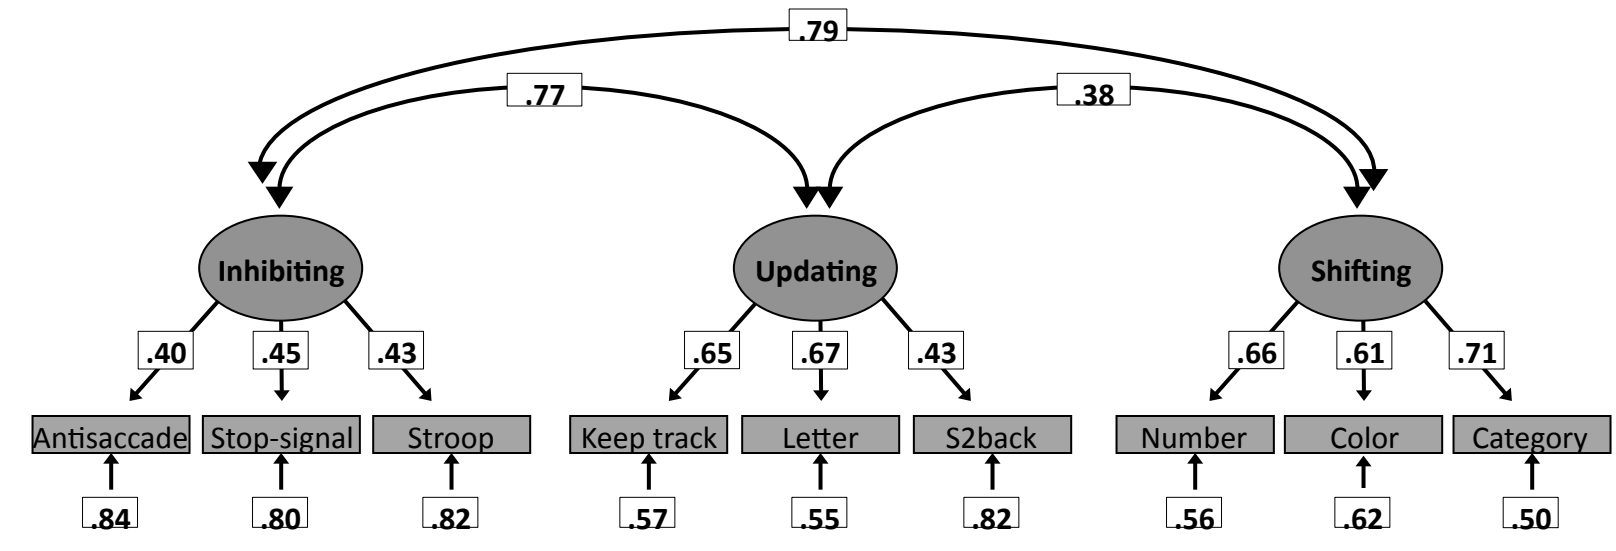 .79
.77
.38
Inhibiting
Updating
Shifting
.40
.45
.43
.65
.67
.43
.66
.61
.71
Antisaccade
Stop-signal
Stroop
Keep track
Letter
S2back
Number
Color
Category
.84
.80
.82
.57
.55
.82
.56
.62
.50